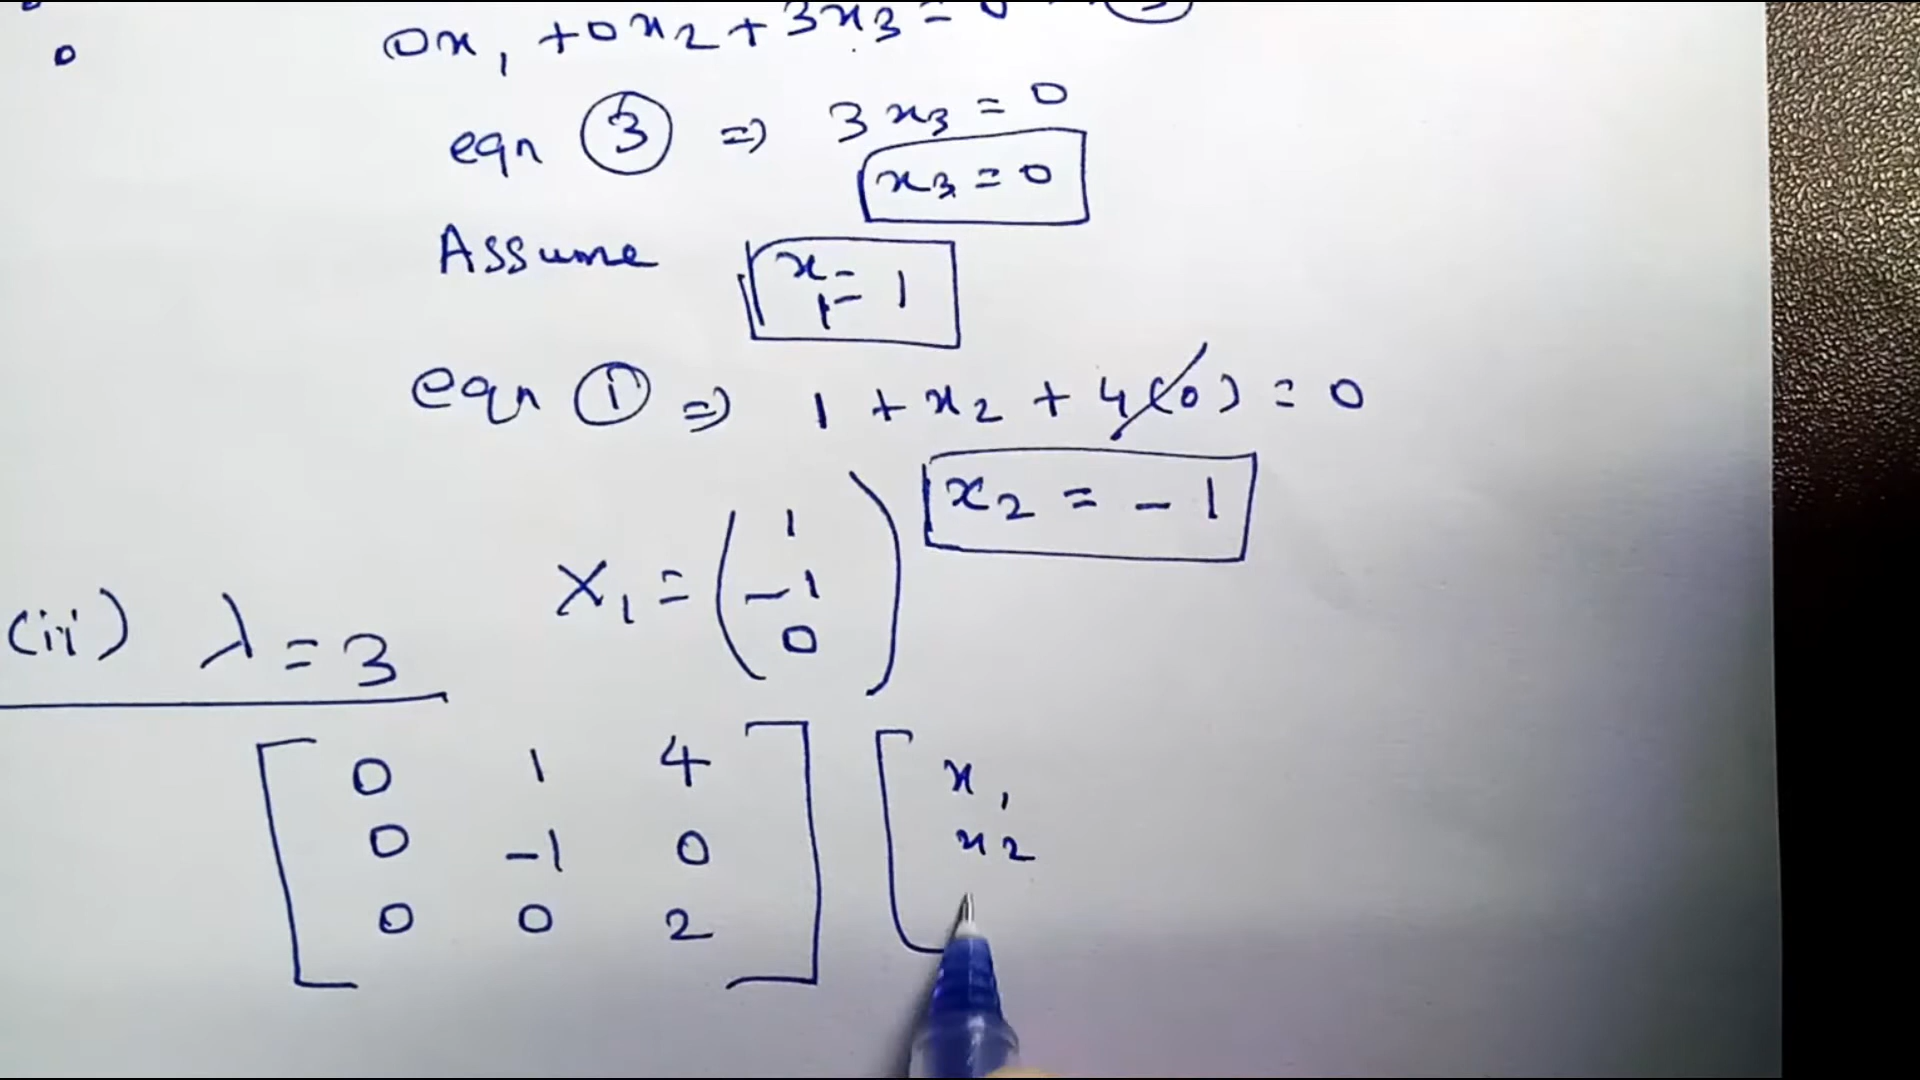 0x₁ + 0x₂ + 3x₃ = 0
eqn ③ ⇒ 3x₃ = 0
x₃ = 0
Assume x₁ = 1
eqn ① ⇒ 1 + x₂ + 4(0) = 0
x₂ = -1
X₁ = ( 1
-1
0 )
(ii) λ = 3
[ 0 1 4 ] [ x₁
0 -1 0 x₂
0 0 2 ]